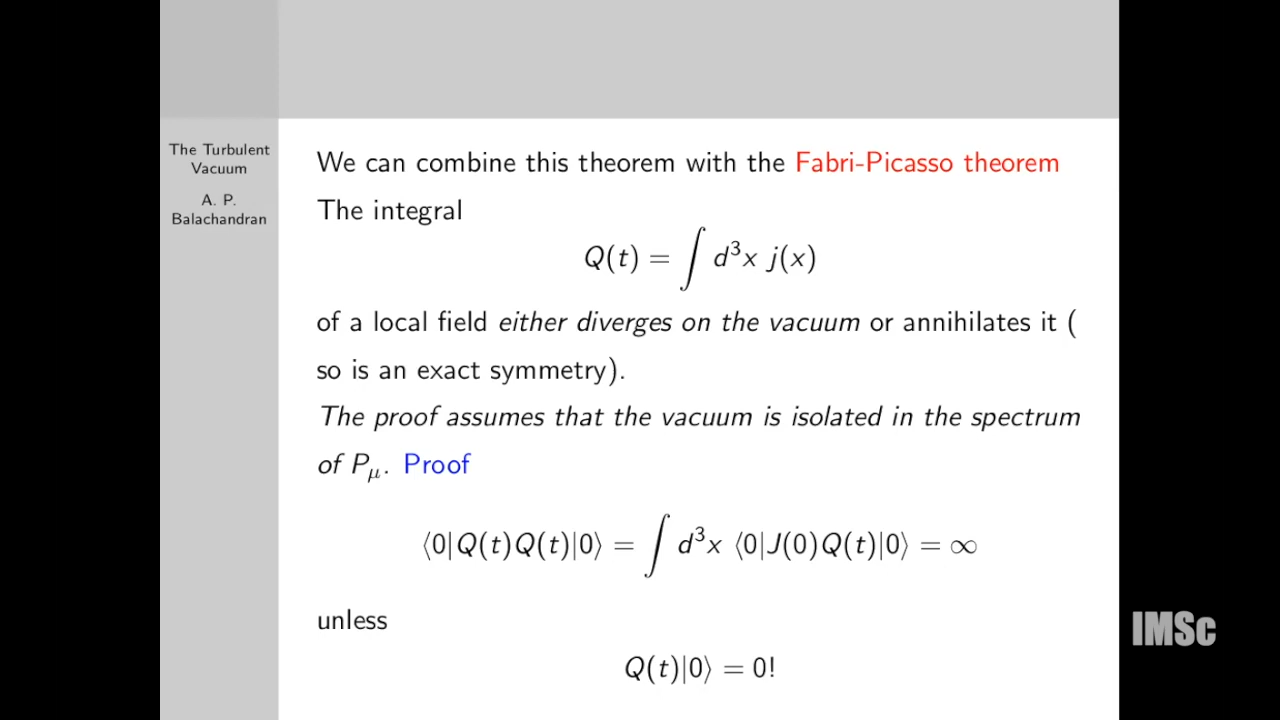 The Turbulent
Vacuum
A. P.
Balachandran
We can combine this theorem with the Fabri-Picasso theorem
The integral
Q(t) = ∫ d³x j(x)
of a local field either diverges on the vacuum or annihilates it (
so is an exact symmetry).
The proof assumes that the vacuum is isolated in the spectrum
of Pμ. Proof
⟨0|Q(t)Q(t)|0⟩ = ∫ d³x ⟨0|J(0)Q(t)|0⟩ = ∞
unless
Q(t)|0⟩ = 0!
IMSc